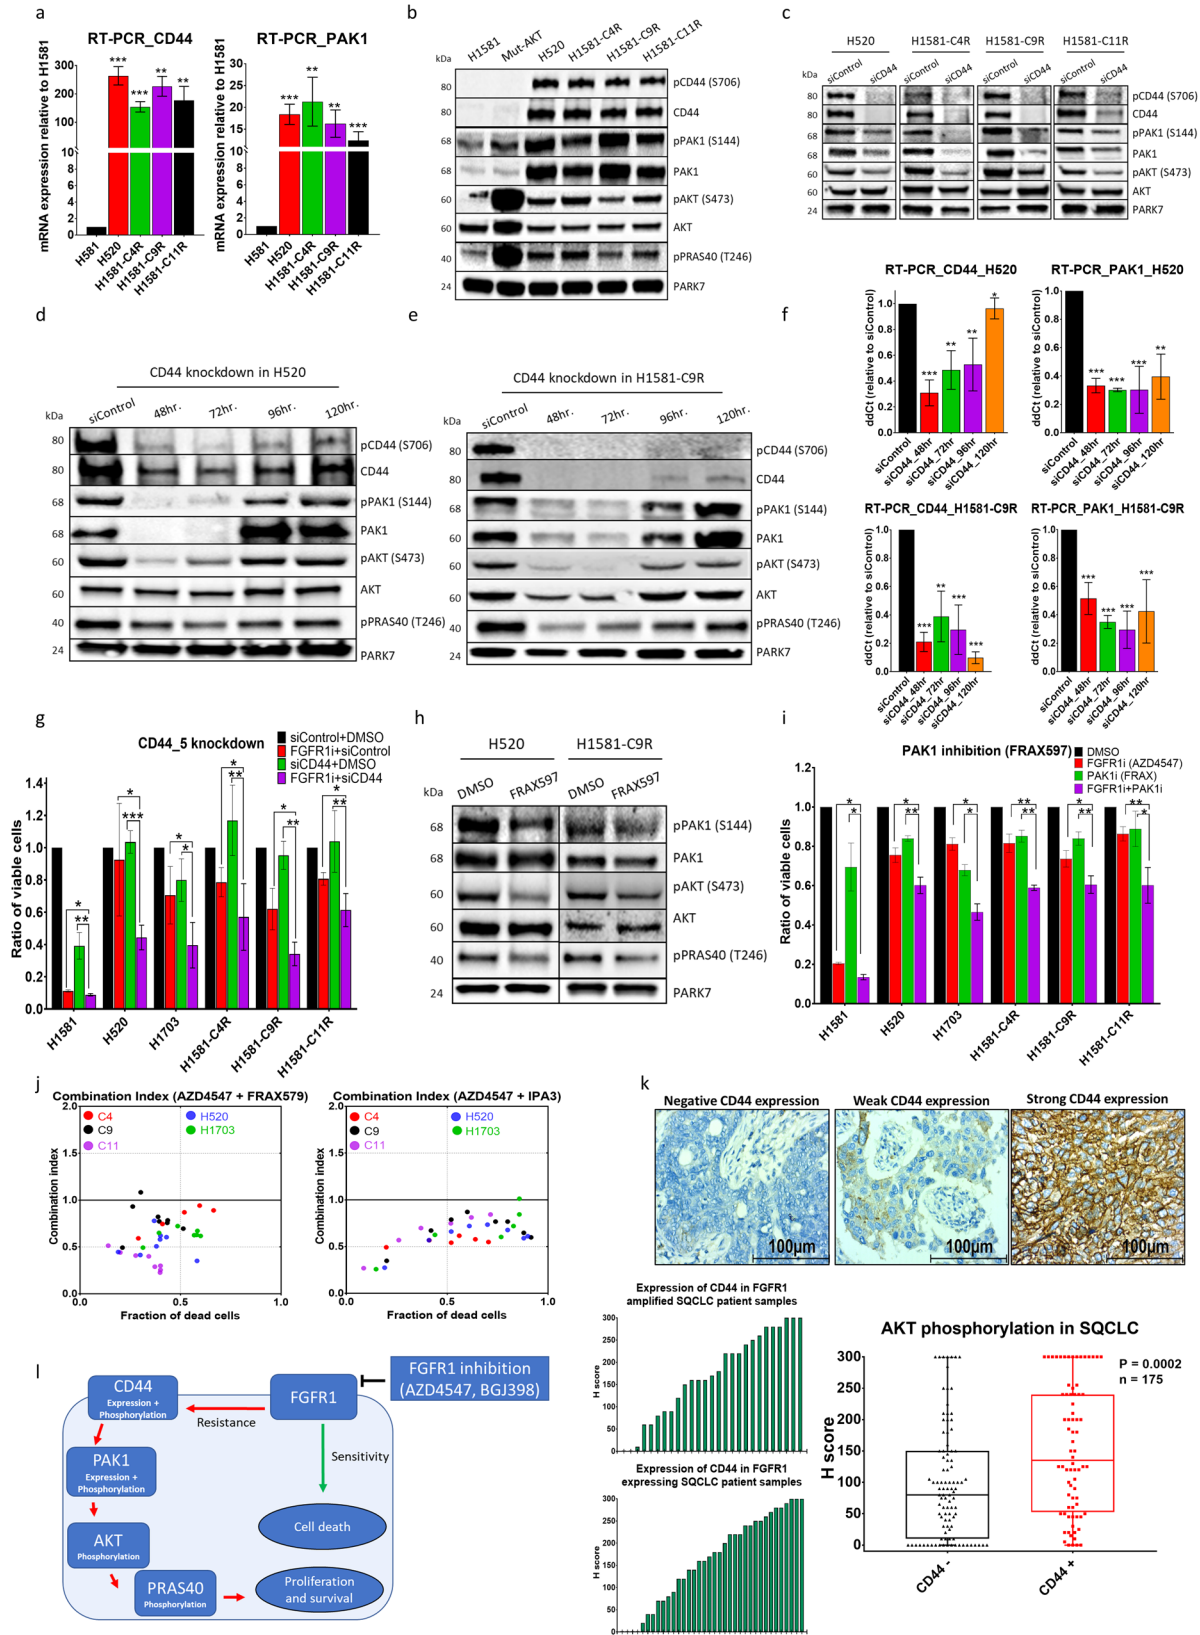 a
RT-PCR_CD44
mRNA expression relative to H1581
300
200
100
10
8
6
4
2
0
***
***
**
**
H581
H520
H1581-C4R
H1581-C9R
H1581-C11R
RT-PCR_PAK1
mRNA expression relative to H1581
30
25
20
15
10
8
6
4
2
0
***
**
**
***
H581
H520
H1581-C4R
H1581-C9R
H1581-C11R
b
kDa
H1581
Mut-AKT
H520
H1581-C4R
H1581-C9R
H1581-C11R
80 pCD44 (S706)
80 CD44
68 pPAK1 (S144)
68 PAK1
60 pAKT (S473)
60 AKT
40 pPRAS40 (T246)
24 PARK7
c
H520 H1581-C4R H1581-C9R H1581-C11R
kDa
siControl siCD44 siControl siCD44 siControl siCD44 siControl siCD44
80 pCD44 (S706)
80 CD44
68 pPAK1 (S144)
68 PAK1
60 pAKT (S473)
60 AKT
24 PARK7
d
CD44 knockdown in H520
kDa
siControl 48hr. 72hr. 96hr. 120hr.
80 pCD44 (S706)
80 CD44
68 pPAK1 (S144)
68 PAK1
60 pAKT (S473)
60 AKT
40 pPRAS40 (T246)
24 PARK7
e
CD44 knockdown in H1581-C9R
kDa
siControl 48hr. 72hr. 96hr. 120hr.
80 pCD44 (S706)
80 CD44
68 pPAK1 (S144)
60 PAK1
60 pAKT (S473)
60 AKT
40 pPRAS40 (T246)
24 PARK7
f
RT-PCR_CD44_H520
ddCt (relative to siControl)
1.0
0.8
0.6
0.4
0.2
0.0
***
**
**
*
siControl
siCD44_48hr
siCD44_72hr
siCD44_96hr
siCD44_120hr
RT-PCR_PAK1_H520
ddCt (relative to siControl)
1.0
0.8
0.6
0.4
0.2
0.0
***
***
***
**
siControl
siCD44_48hr
siCD44_72hr
siCD44_96hr
siCD44_120hr
RT-PCR_CD44_H1581-C9R
ddCt (relative to siControl)
1.0
0.8
0.6
0.4
0.2
0.0
***
**
***
***
siControl
siCD44_48hr
siCD44_72hr
siCD44_96hr
siCD44_120hr
RT-PCR_PAK1_H1581-C9R
ddCt (relative to siControl)
1.0
0.8
0.6
0.4
0.2
0.0
***
***
***
***
siControl
siCD44_48hr
siCD44_72hr
siCD44_96hr
siCD44_120hr
g
CD44_5 knockdown
siControl+DMSO
FGFR1i+siControl
siCD44+DMSO
FGFR1i+siCD44
Ratio of viable cells
1.4
1.2
1.0
0.8
0.6
0.4
0.2
0.0
*
**
*
***
*
*
*
**
*
**
*
**
H1581
H520
H1703
H1581-C4R
H1581-C9R
H1581-C11R
h
H520 H1581-C9R
kDa
DMSO FRAX597 DMSO FRAX597
68 pPAK1 (S144)
68 PAK1
60 pAKT (S473)
60 AKT
40 pPRAS40 (T246)
24 PARK7
i
PAK1 inhibition (FRAX597)
DMSO
FGFR1i (AZD4547)
PAK1i (FRAX)
FGFR1i+PAK1i
Ratio of viable cells
1.2
1.0
0.8
0.6
0.4
0.2
0.0
*
*
*
**
*
*
**
**
*
**
**
*
H1581
H520
H1703
H1581-C4R
H1581-C9R
H1581-C11R
j
Combination Index (AZD4547 + FRAX579)
Combination index
2.0
1.5
1.0
0.5
0.0
C4
C9
C11
H520
H1703
0.0 0.5 1.0
Fraction of dead cells
Combination Index (AZD4547 + IPA3)
Combination index
2.0
1.5
1.0
0.5
0.0
C4
C9
C11
H520
H1703
0.0 0.5 1.0
Fraction of dead cells
k
Negative CD44 expression
100µm
Weak CD44 expression
100µm
Strong CD44 expression
100µm
Expression of CD44 in FGFR1
amplified SQCLC patient samples
H score
300
250
200
150
100
50
0
Expression of CD44 in FGFR1
expressing SQCLC patient samples
H score
300
250
200
150
100
50
0
AKT phosphorylation in SQCLC
P = 0.0002
n = 175
H score
300
250
200
150
100
50
0
CD44 -
CD44 +
l
FGFR1 inhibition
(AZD4547, BGJ398)
CD44
Expression +
Phosphorylation
FGFR1
Resistance
Sensitivity
PAK1
Expression +
Phosphorylation
Cell death
AKT
Phosphorylation
PRAS40
Phosphorylation
Proliferation
and survival